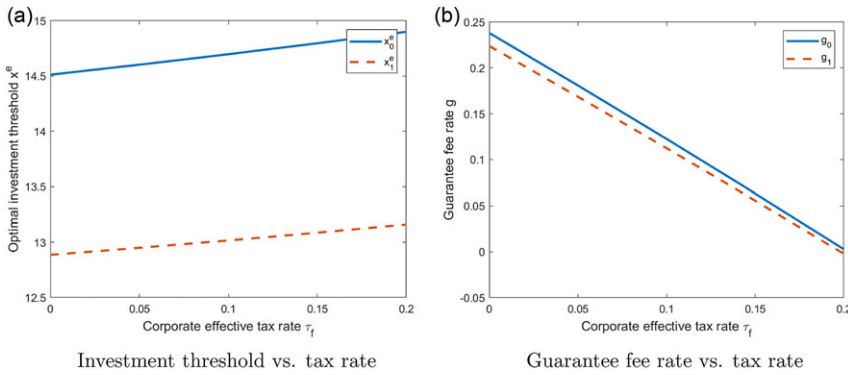 (a)
15
14.5
14
13.5
13
12.5
0
0.05
0.1
0.15
0.2
Optimal investment threshold x^e
Corporate effective tax rate τ_f
x_0^e
x_1^e
Investment threshold vs. tax rate
(b)
0.25
0.2
0.15
0.1
0.05
0
-0.05
0
0.05
0.1
0.15
0.2
Guarantee fee rate g
Corporate effective tax rate τ_f
g_0
g_1
Guarantee fee rate vs. tax rate